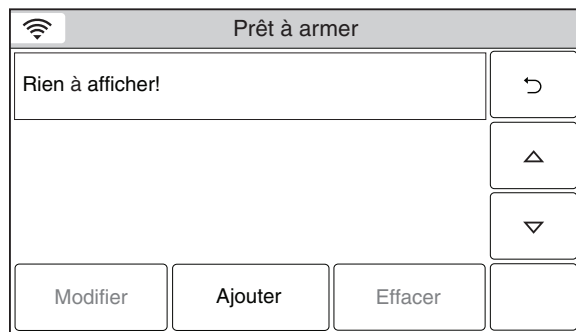 Prêt à armer
Rien à afficher!
Modifier
Ajouter
Effacer